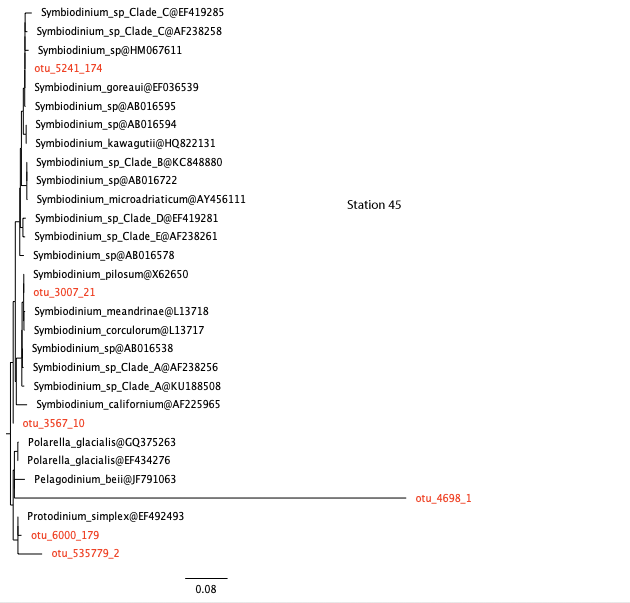 Symbiodinium_sp_Clade_C@EF419285
Symbiodinium_sp_Clade_C@AF238258
Symbiodinium_sp@HM067611
otu_5241_174
Symbiodinium_goreaui@EF036539
Symbiodinium_sp@AB016595
Symbiodinium_sp@AB016594
Symbiodinium_kawagutii@HQ822131
Symbiodinium_sp_Clade_B@KC848880
Symbiodinium_sp@AB016722
Symbiodinium_microadriaticum@AY456111
Station 45
Symbiodinium_sp_Clade_D@EF419281
Symbiodinium_sp_Clade_E@AF238261
Symbiodinium_sp@AB016578
Symbiodinium_pilosum@X62650
otu_3007_21
Symbiodinium_meandrinae@L13718
Symbiodinium_corculorum@L13717
Symbiodinium_sp@AB016538
Symbiodinium_sp_Clade_A@AF238256
Symbiodinium_sp_Clade_A@KU188508
Symbiodinium_californium@AF225965
otu_3567_10
Polarella_glacialis@GQ375263
Polarella_glacialis@EF434276
Pelagodinium_beii@JF791063
otu_4698_1
Protodinium_simplex@EF492493
otu_6000_179
otu_535779_2
0.08